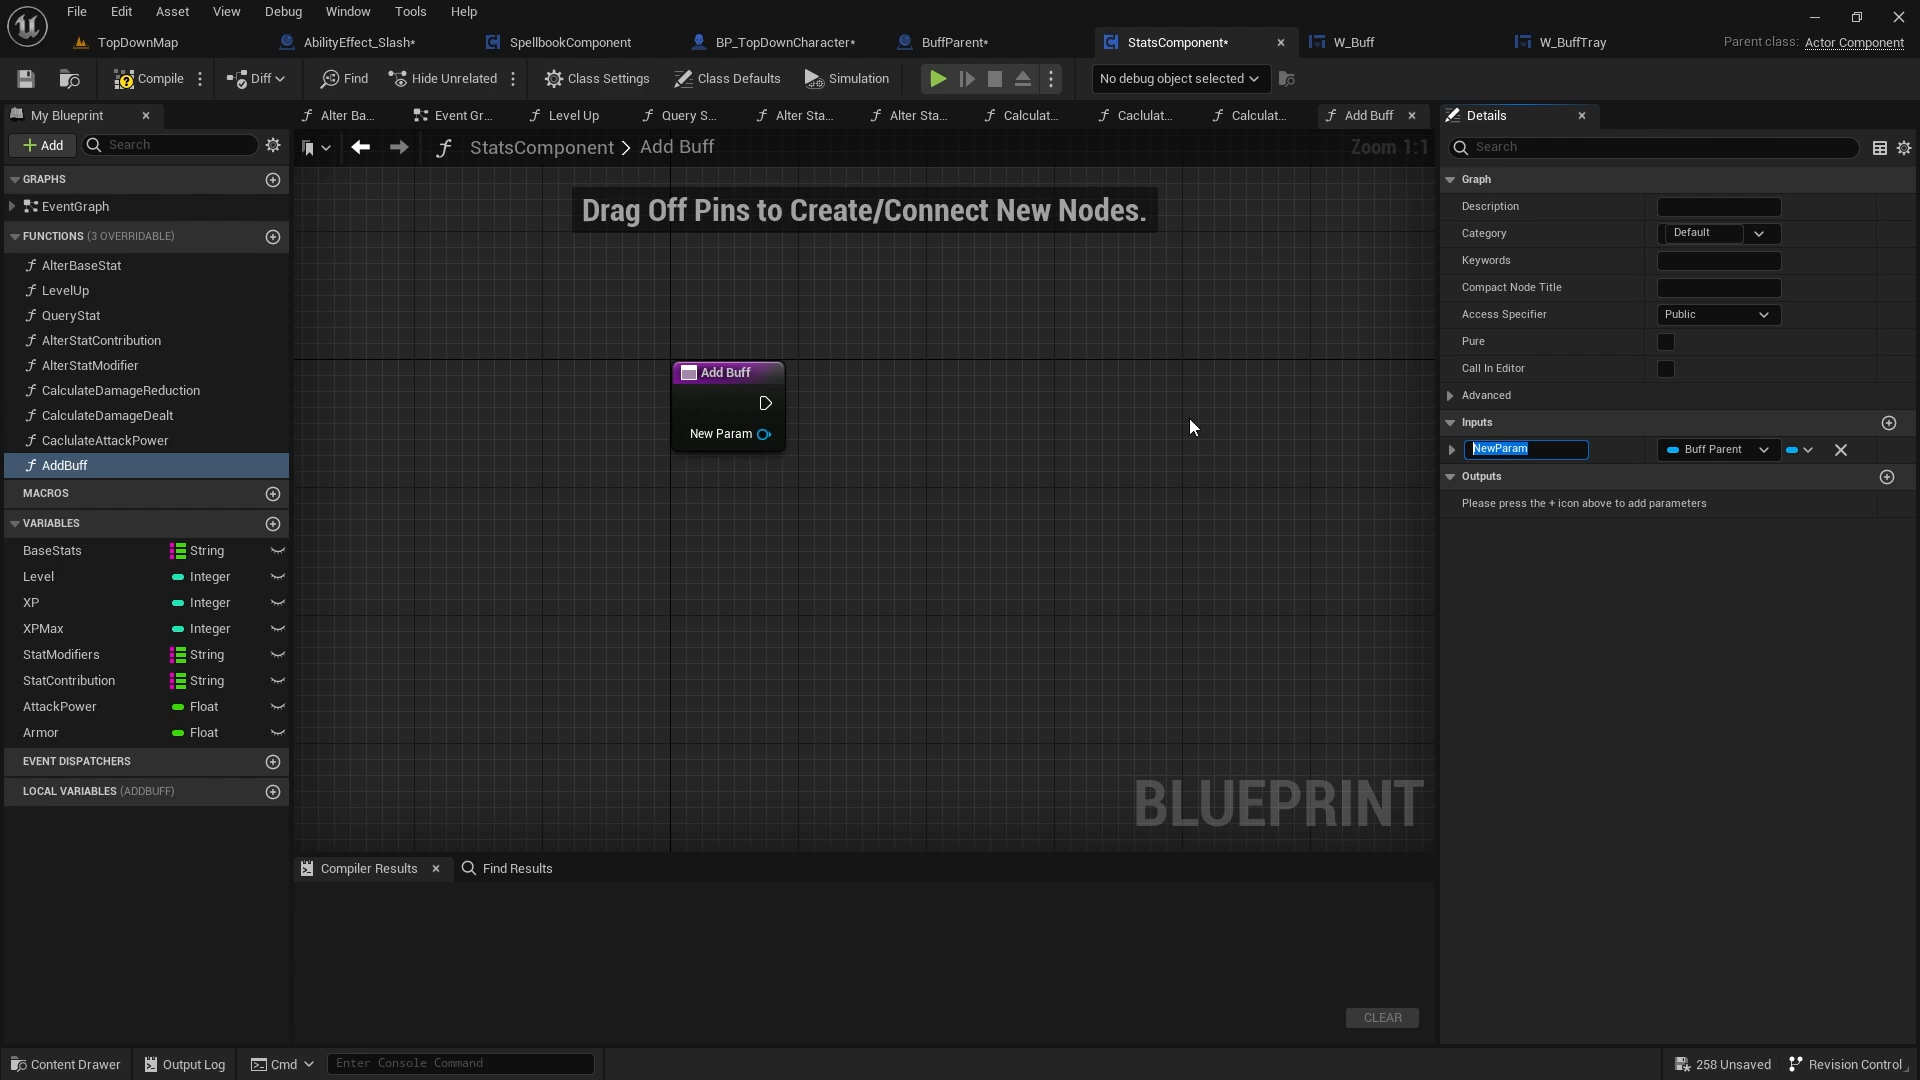 File Edit Asset View Debug Window Tools Help
TopDownMap AbilityEffect_Slash* SpellbookComponent BP_TopDownCharacter* BuffParent* StatsComponent* W_Buff W_BuffTray Parent class: Actor Component
Compile Diff Find Hide Unrelated Class Settings Class Defaults Simulation No debug object selected
My Blueprint Alter Ba... Event Gr... Level Up Query S... Alter Sta... Alter Sta... Calculat... Caclulat... Calculat... Add Buff Details
Add Search StatsComponent > Add Buff Zoom 1:1 Search
GRAPHS
EventGraph
FUNCTIONS (3 OVERRIDABLE)
AlterBaseStat
LevelUp
QueryStat
AlterStatContribution
AlterStatModifier
CalculateDamageReduction
CalculateDamageDealt
CaclulateAttackPower
AddBuff
MACROS
VARIABLES
BaseStats String
Level Integer
XP Integer
XPMax Integer
StatModifiers String
StatContribution String
AttackPower Float
Armor Float
EVENT DISPATCHERS
LOCAL VARIABLES (ADDBUFF)
Drag Off Pins to Create/Connect New Nodes.
Add Buff
New Param
BLUEPRINT
Compiler Results Find Results
CLEAR
Graph
Description
Category Default
Keywords
Compact Node Title
Access Specifier Public
Pure
Call In Editor
Advanced
Inputs
NewParam Buff Parent
Outputs
Please press the + icon above to add parameters
Content Drawer Output Log Cmd Enter Console Command 258 Unsaved Revision Control